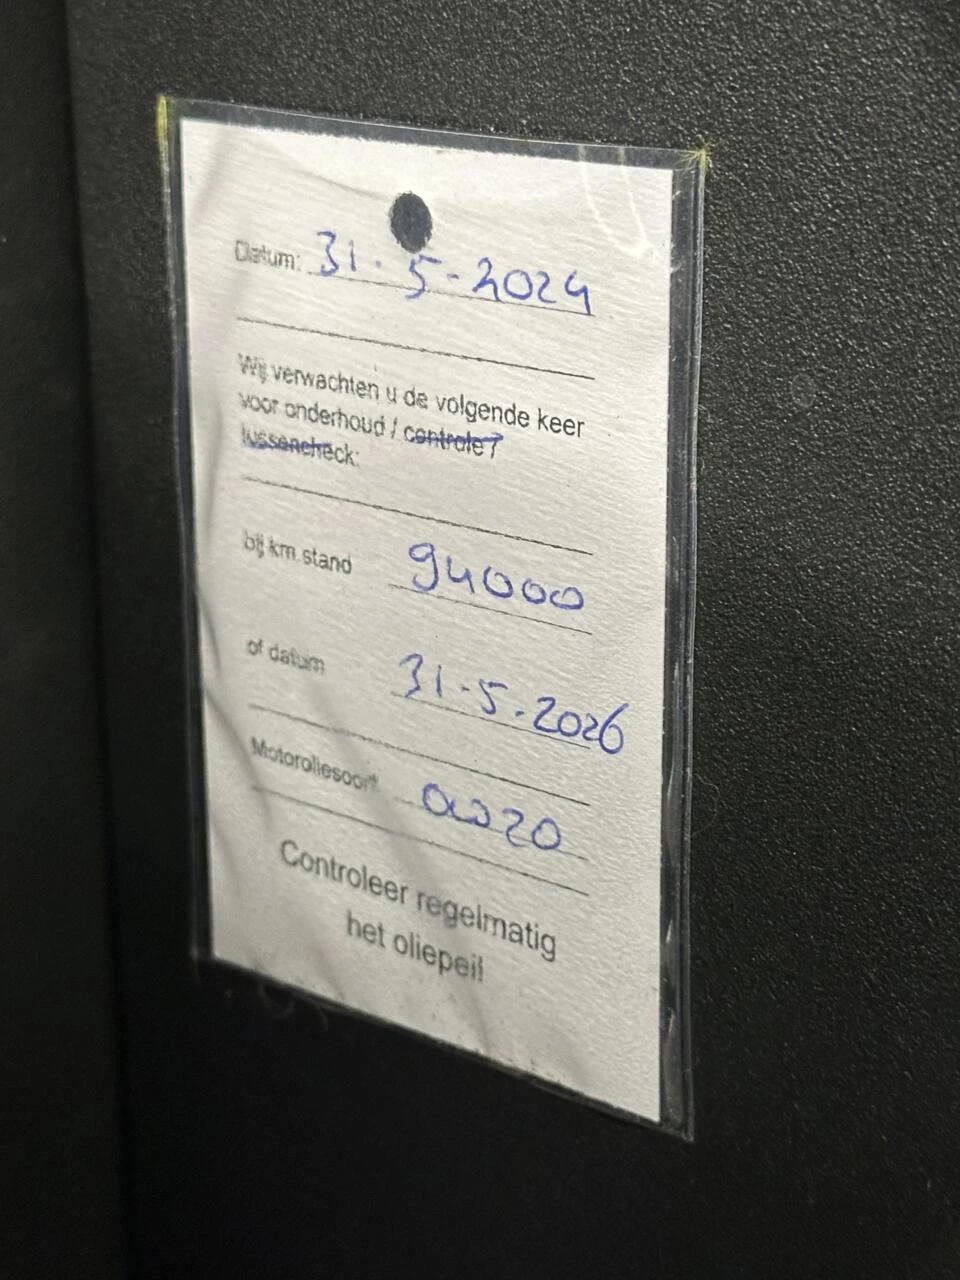 Datum: 31-5-2024
Wij verwachten u de volgende keer
voor onderhoud / controle /
tussencheck:
bij km.stand 94000
of datum 31-5-2026
Motoroliesoort 0W20
Controleer regelmatig
het oliepeil